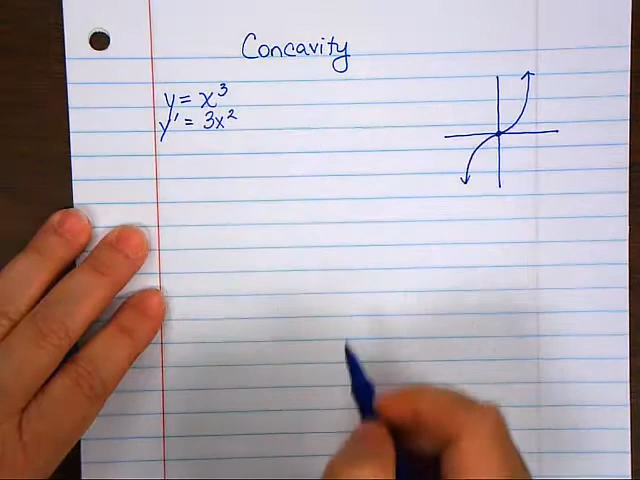 Concavity
y = x³
y' = 3x²